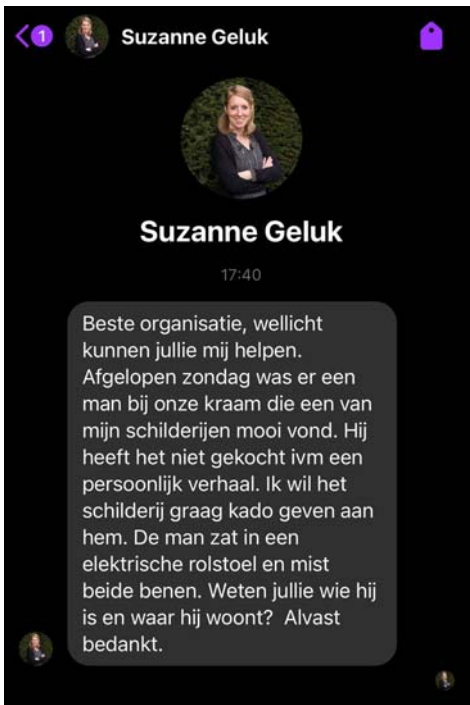 1
Suzanne Geluk
Suzanne Geluk
17:40
Beste organisatie, wellicht
kunnen jullie mij helpen.
Afgelopen zondag was er een
man bij onze kraam die een van
mijn schilderijen mooi vond. Hij
heeft het niet gekocht ivm een
persoonlijk verhaal. Ik wil het
schilderij graag kado geven aan
hem. De man zat in een
elektrische rolstoel en mist
beide benen. Weten jullie wie hij
is en waar hij woont?  Alvast
bedankt.